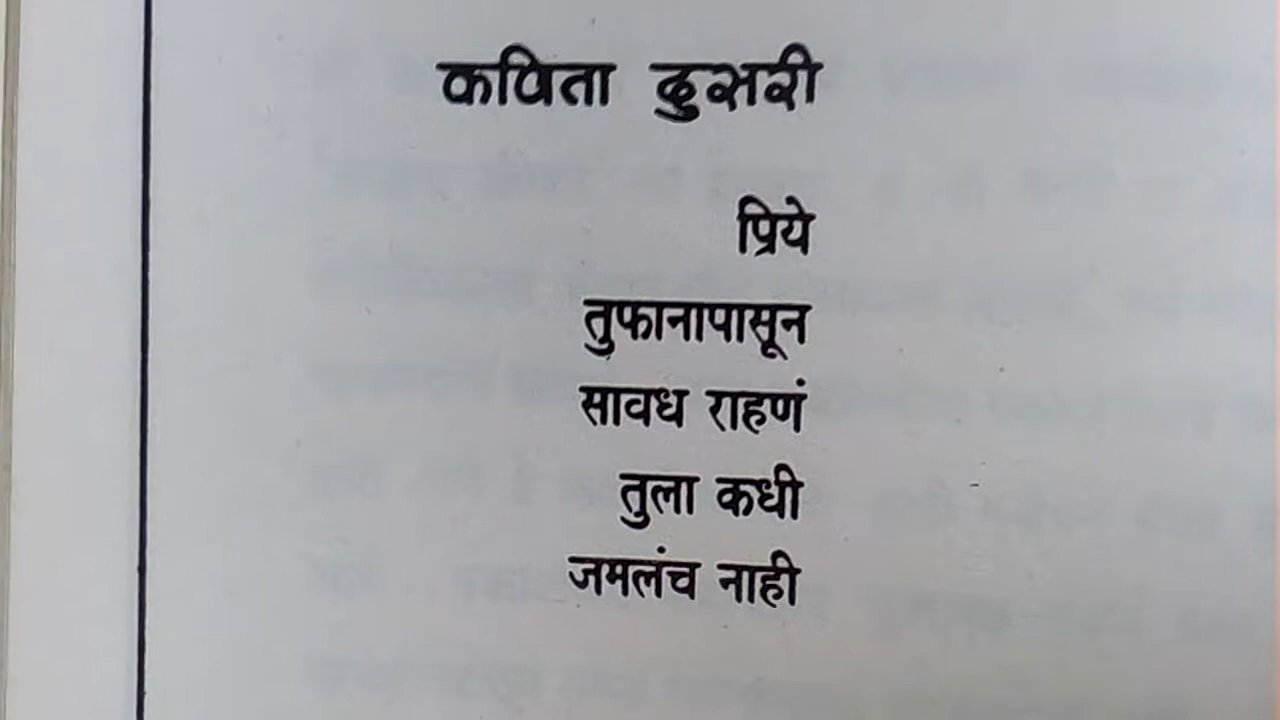 कविता दुसरी
प्रिये
तुफानापासून
सावध राहणं
तुला कधी
जमलंच नाही